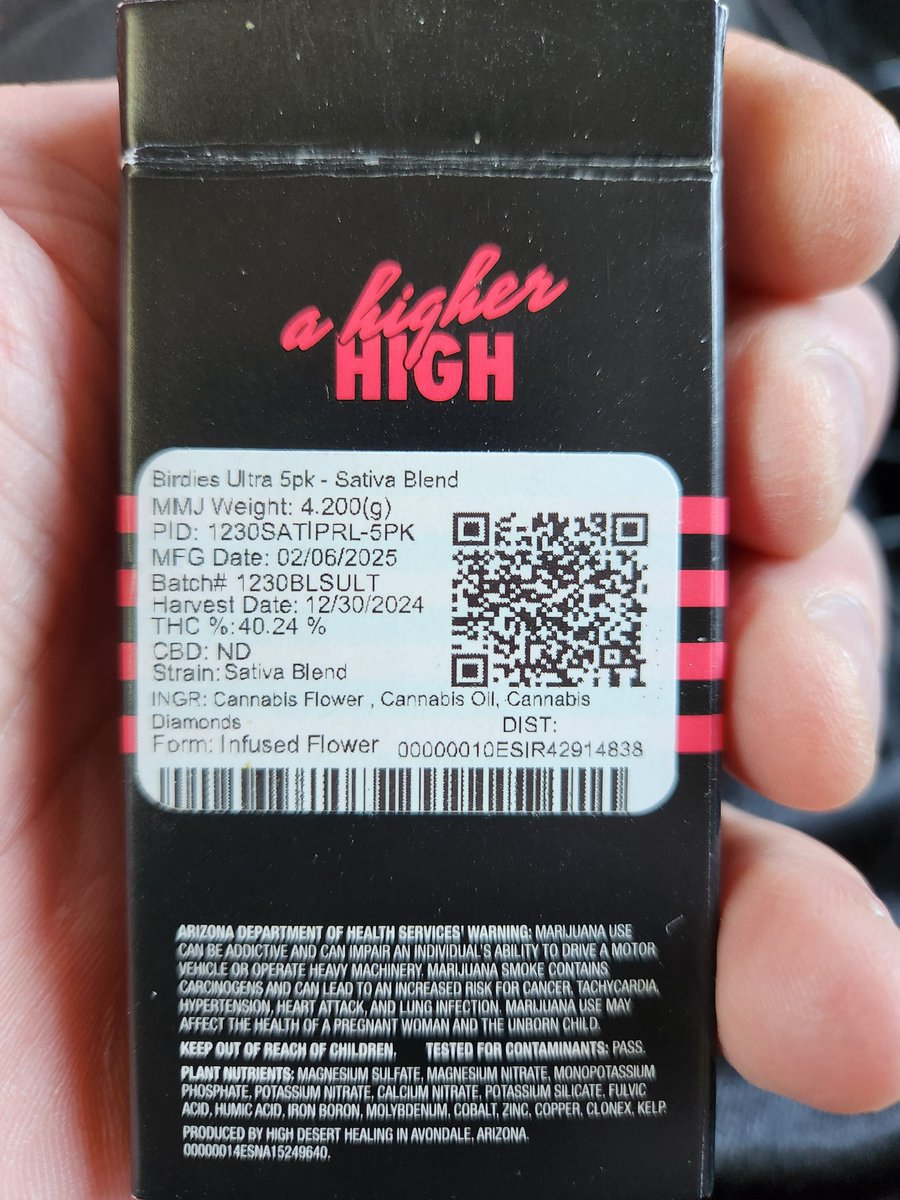 a higher
HIGH
Birdies Ultra 5pk - Sativa Blend
MMJ Weight: 4.200(g)
PID: 1230SATIPRL-5PK
MFG Date: 02/06/2025
Batch# 1230BLSULT
Harvest Date: 12/30/2024
THC %:40.24 %
CBD: ND
Strain: Sativa Blend
INGR: Cannabis Flower , Cannabis Oil, Cannabis
Diamonds
DIST:
Form: Infused Flower
00000010ESIR42914838
ARIZONA DEPARTMENT OF HEALTH SERVICES' WARNING: MARIJUANA USE
CAN BE ADDICTIVE AND CAN IMPAIR AN INDIVIDUAL'S ABILITY TO DRIVE A MOTOR
VEHICLE OR OPERATE HEAVY MACHINERY. MARIJUANA SMOKE CONTAINS
CARCINOGENS AND CAN LEAD TO AN INCREASED RISK FOR CANCER, TACHYCARDIA,
HYPERTENSION, HEART ATTACK, AND LUNG INFECTION. MARIJUANA USE MAY
AFFECT THE HEALTH OF A PREGNANT WOMAN AND THE UNBORN CHILD.
KEEP OUT OF REACH OF CHILDREN. TESTED FOR CONTAMINANTS: PASS.
PLANT NUTRIENTS: MAGNESIUM SULFATE, MAGNESIUM NITRATE, MONOPOTASSIUM
PHOSPHATE, POTASSIUM NITRATE, CALCIUM NITRATE, POTASSIUM SILICATE, FULVIC
ACID, HUMIC ACID, IRON BORON, MOLYBDENUM, COBALT, ZINC, COPPER, CLONEX, KELP.
PRODUCED BY HIGH DESERT HEALING IN AVONDALE, ARIZONA.
00000014ESNA15249640.